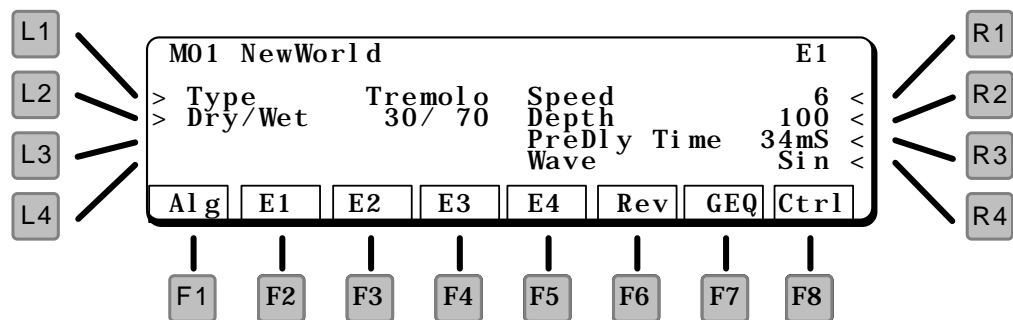 L1
R1
MO1 NewWorld E1
L2
R2
> Type Tremolo Speed 6 <
> Dry/Wet 30/ 70 Depth 100 <
L3
R3
PreDly Time 34mS <
Wave Sin <
L4
R4
Alg E1 E2 E3 E4 Rev GEQ Ctrl
F1 F2 F3 F4 F5 F6 F7 F8